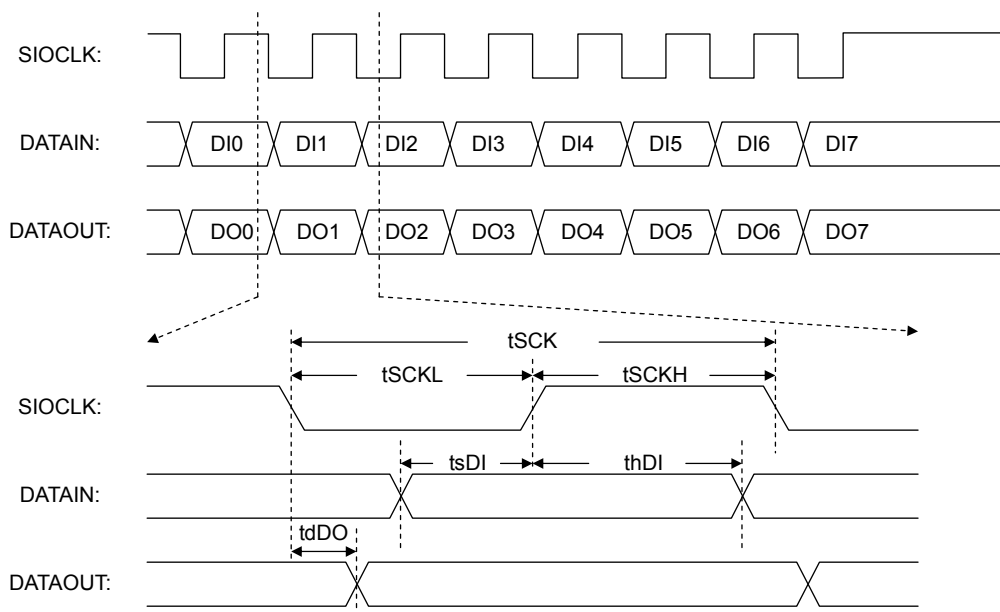 SIOCLK:
DATAIN: DI0 DI1 DI2 DI3 DI4 DI5 DI6 DI7
DATAOUT: DO0 DO1 DO2 DO3 DO4 DO5 DO6 DO7
tSCK
tSCKL tSCKH
SIOCLK:
tsDI thDI
DATAIN:
tdDO
DATAOUT: